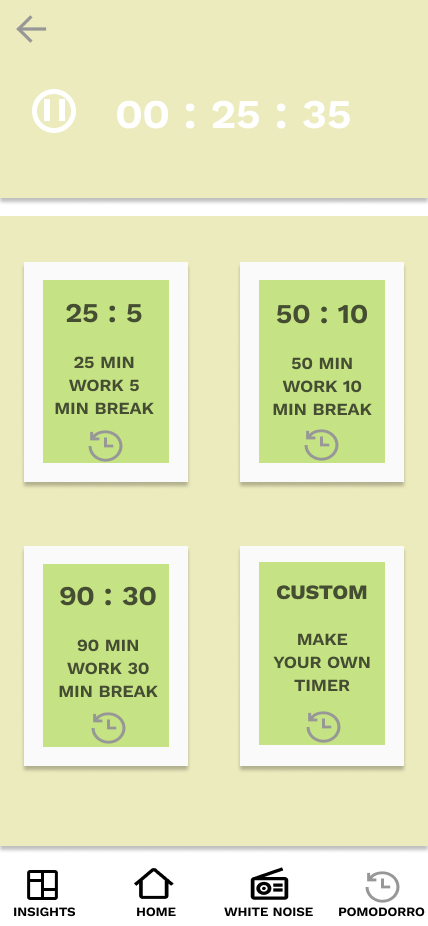 00 : 25 : 35
25 : 5
25 MIN
WORK 5
MIN BREAK
50 : 10
50 MIN
WORK 10
MIN BREAK
90 : 30
90 MIN
WORK 30
MIN BREAK
CUSTOM
MAKE
YOUR OWN
TIMER
INSIGHTS
HOME
WHITE NOISE
POMODORRO